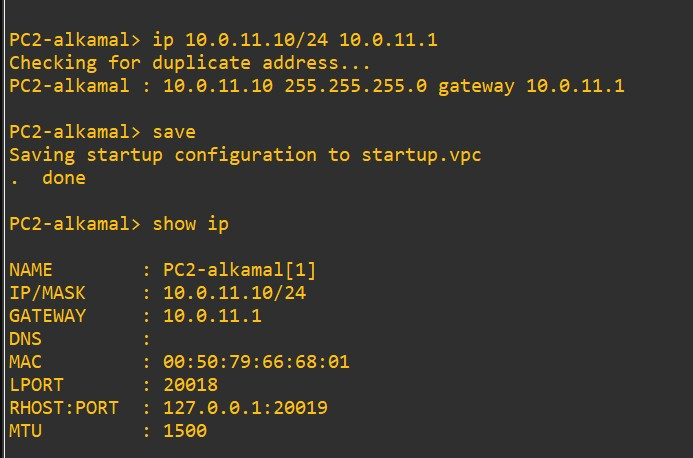 PC2-alkamal> ip 10.0.11.10/24 10.0.11.1
Checking for duplicate address...
PC2-alkamal : 10.0.11.10 255.255.255.0 gateway 10.0.11.1
PC2-alkamal> save
Saving startup configuration to startup.vpc
.  done
PC2-alkamal> show ip
NAME        : PC2-alkamal[1]
IP/MASK     : 10.0.11.10/24
GATEWAY     : 10.0.11.1
DNS         :
MAC         : 00:50:79:66:68:01
LPORT       : 20018
RHOST:PORT  : 127.0.0.1:20019
MTU         : 1500